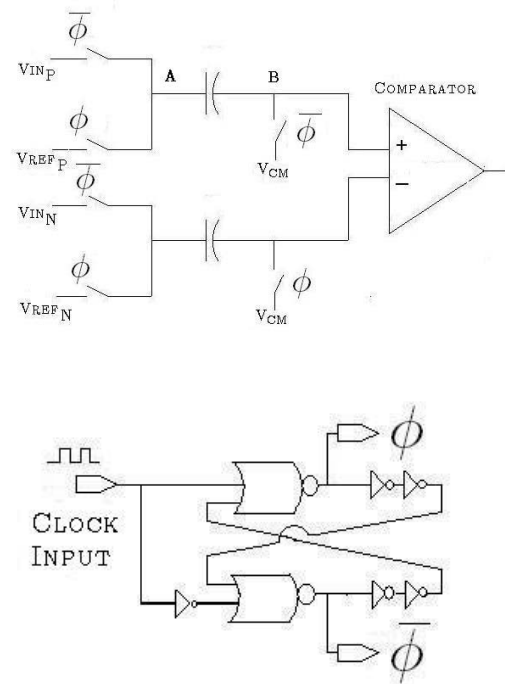 ϕ̅
VINP
A
B
COMPARATOR
ϕ
ϕ̅
+
VREFP
VCM
ϕ̅
−
VINN
ϕ
ϕ
VREFN
VCM
ϕ
CLOCK
INPUT
ϕ̅